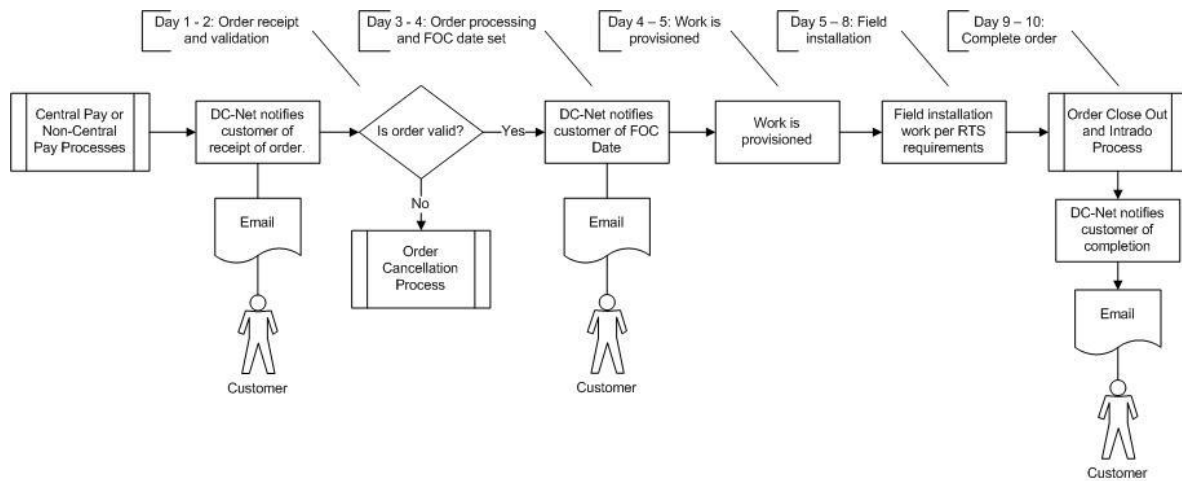 Day 1 - 2: Order receipt
and validation
Day 3 - 4: Order processing
and FOC date set
Day 4 – 5: Work is
provisioned
Day 5 – 8: Field
installation
Day 9 – 10:
Complete order
Central Pay or
Non-Central
Pay Processes
DC-Net notifies
customer of
receipt of order.
Is order valid?
Yes
DC-Net notifies
customer of FOC
Date
Work is
provisioned
Field installation
work per RTS
requirements
Order Close Out
and Intrado
Process
No
Email
Order
Cancellation
Process
Email
DC-Net notifies
customer of
completion
Email
Customer
Customer
Customer